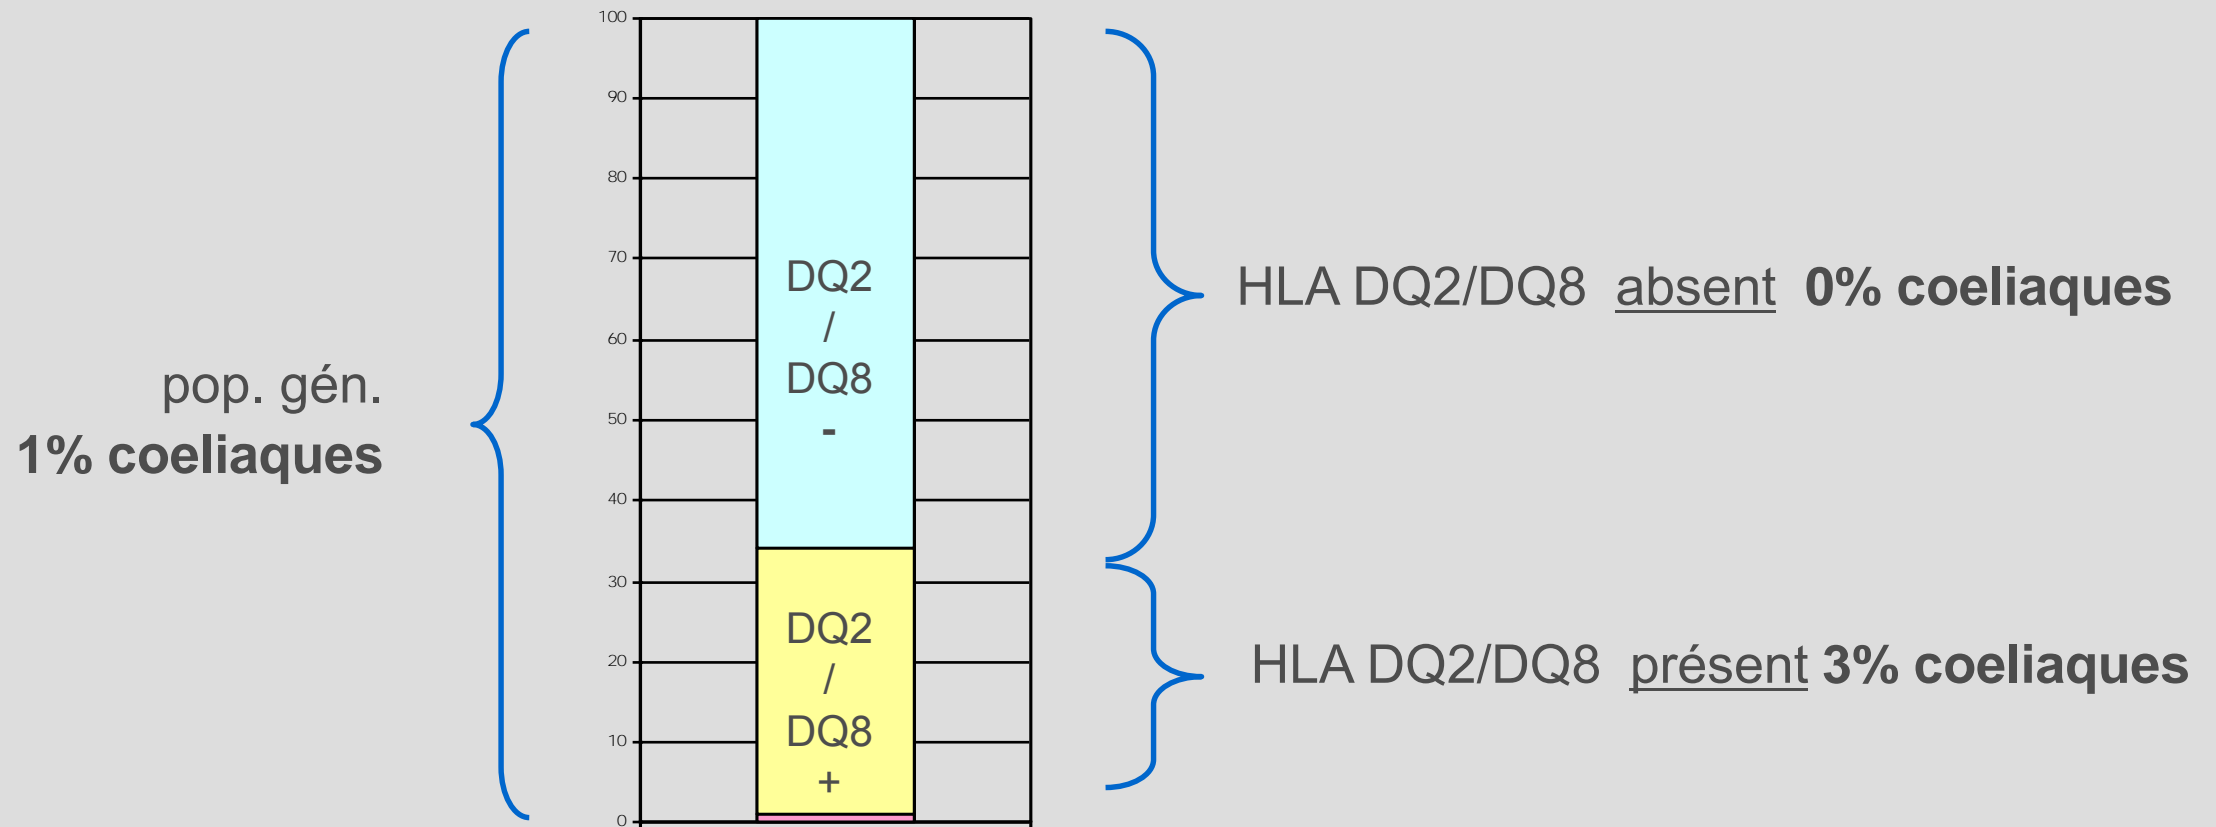 pop. gén.
1% coeliaques
100
90
80
70
60
50
40
30
20
10
0
DQ2
/
DQ8
-
DQ2
/
DQ8
+
HLA DQ2/DQ8 absent 0% coeliaques
HLA DQ2/DQ8 présent 3% coeliaques